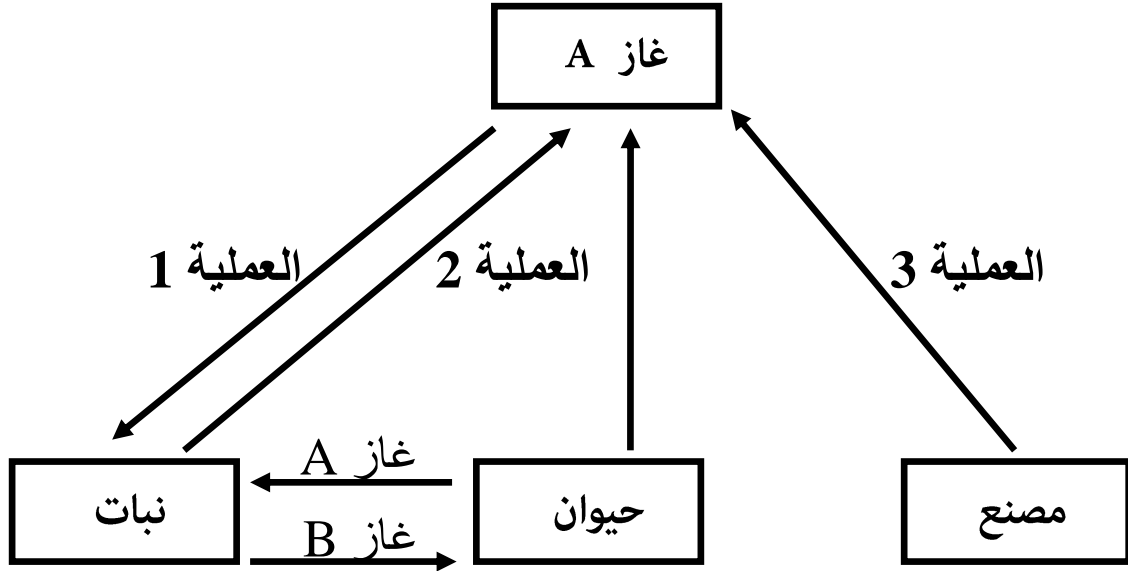 غاز A
العملية 1
العملية 2
العملية 3
غاز A
غاز B
نبات
حيوان
مصنع